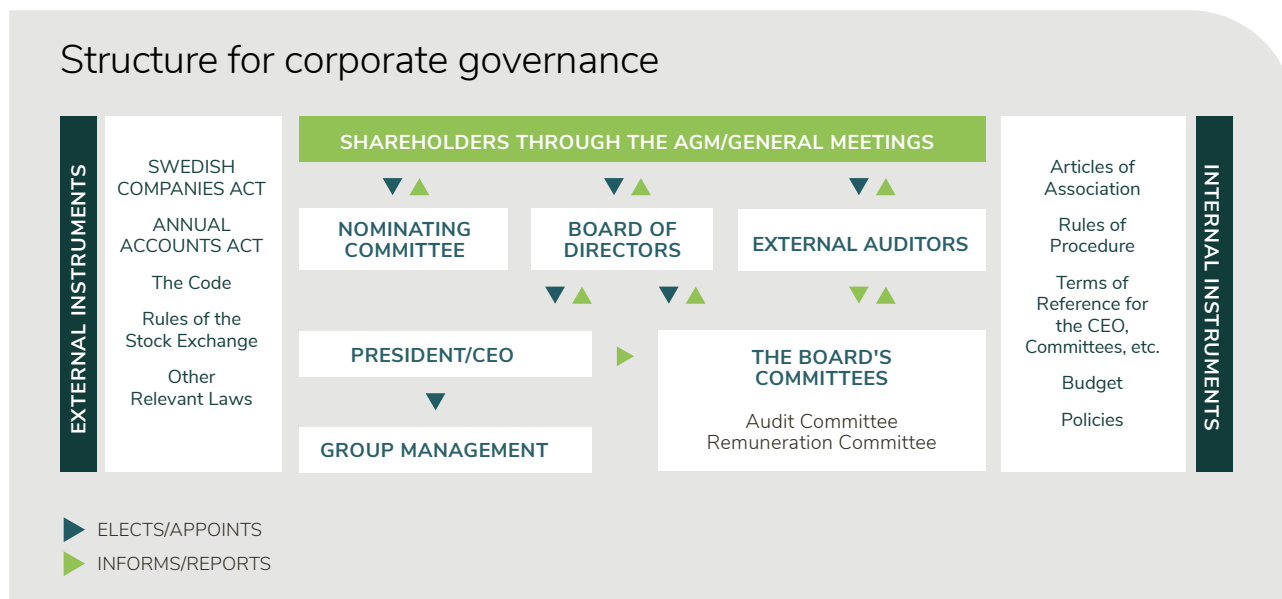 Structure for corporate governance
EXTERNAL INSTRUMENTS
SWEDISH
COMPANIES ACT
ANNUAL
ACCOUNTS ACT
The Code
Rules of the
Stock Exchange
Other
Relevant Laws
SHAREHOLDERS THROUGH THE AGM/GENERAL MEETINGS
NOMINATING
COMMITTEE
BOARD OF
DIRECTORS
EXTERNAL AUDITORS
PRESIDENT/CEO
GROUP MANAGEMENT
THE BOARD'S
COMMITTEES
Audit Committee
Remuneration Committee
Articles of
Association
Rules of
Procedure
Terms of
Reference for
the CEO,
Committees, etc.
Budget
Policies
INTERNAL INSTRUMENTS
ELECTS/APPOINTS
INFORMS/REPORTS